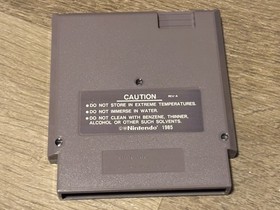 CAUTION REV-A
• DO NOT STORE IN EXTREME TEMPERATURES.
• DO NOT IMMERSE IN WATER.
• DO NOT CLEAN WITH BENZENE, THINNER,
ALCOHOL OR OTHER SUCH SOLVENTS.
©®Nintendo® 1985